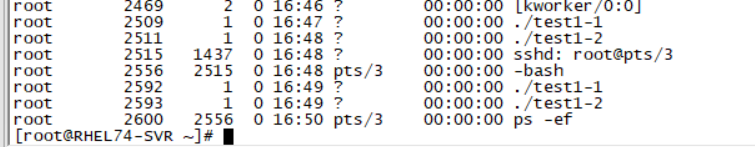 root 2469 2 0 16:46 ? 00:00:00 [kworker/0:0]
root 2509 1 0 16:47 ? 00:00:00 ./test1-1
root 2511 1 0 16:48 ? 00:00:00 ./test1-2
root 2515 1437 0 16:48 ? 00:00:00 sshd: root@pts/3
root 2556 2515 0 16:48 pts/3 00:00:00 -bash
root 2592 1 0 16:49 ? 00:00:00 ./test1-1
root 2593 1 0 16:49 ? 00:00:00 ./test1-2
root 2600 2556 0 16:50 pts/3 00:00:00 ps -ef
[root@RHEL74-SVR ~]#